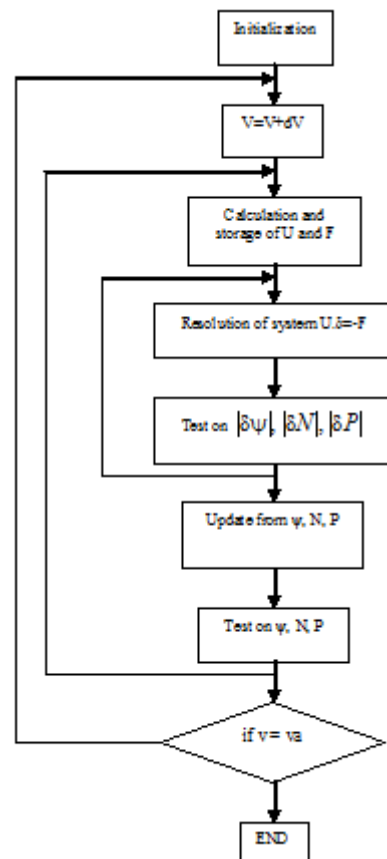 Initialization
V=V+dV
Calculation and
storage of U and F
Resolution of system U.δ=-F
Test on |δψ|, |δN|, |δP|
Update from ψ, N, P
Test on ψ, N, P
if v= va
END